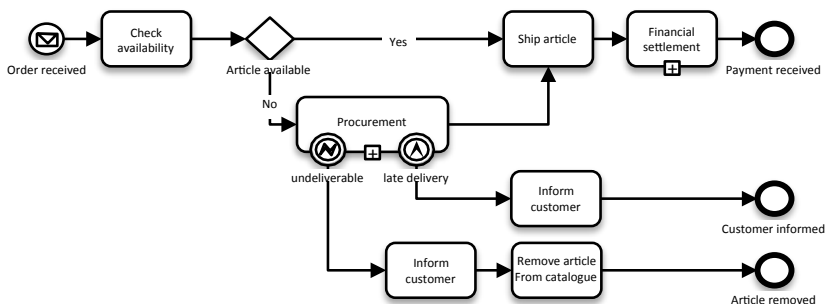 Order received
Check
availability
Article available
Yes
No
Ship article
Financial
settlement
Payment received
Procurement
undeliverable
late delivery
Inform
customer
Customer informed
Inform
customer
Remove article
From catalogue
Article removed